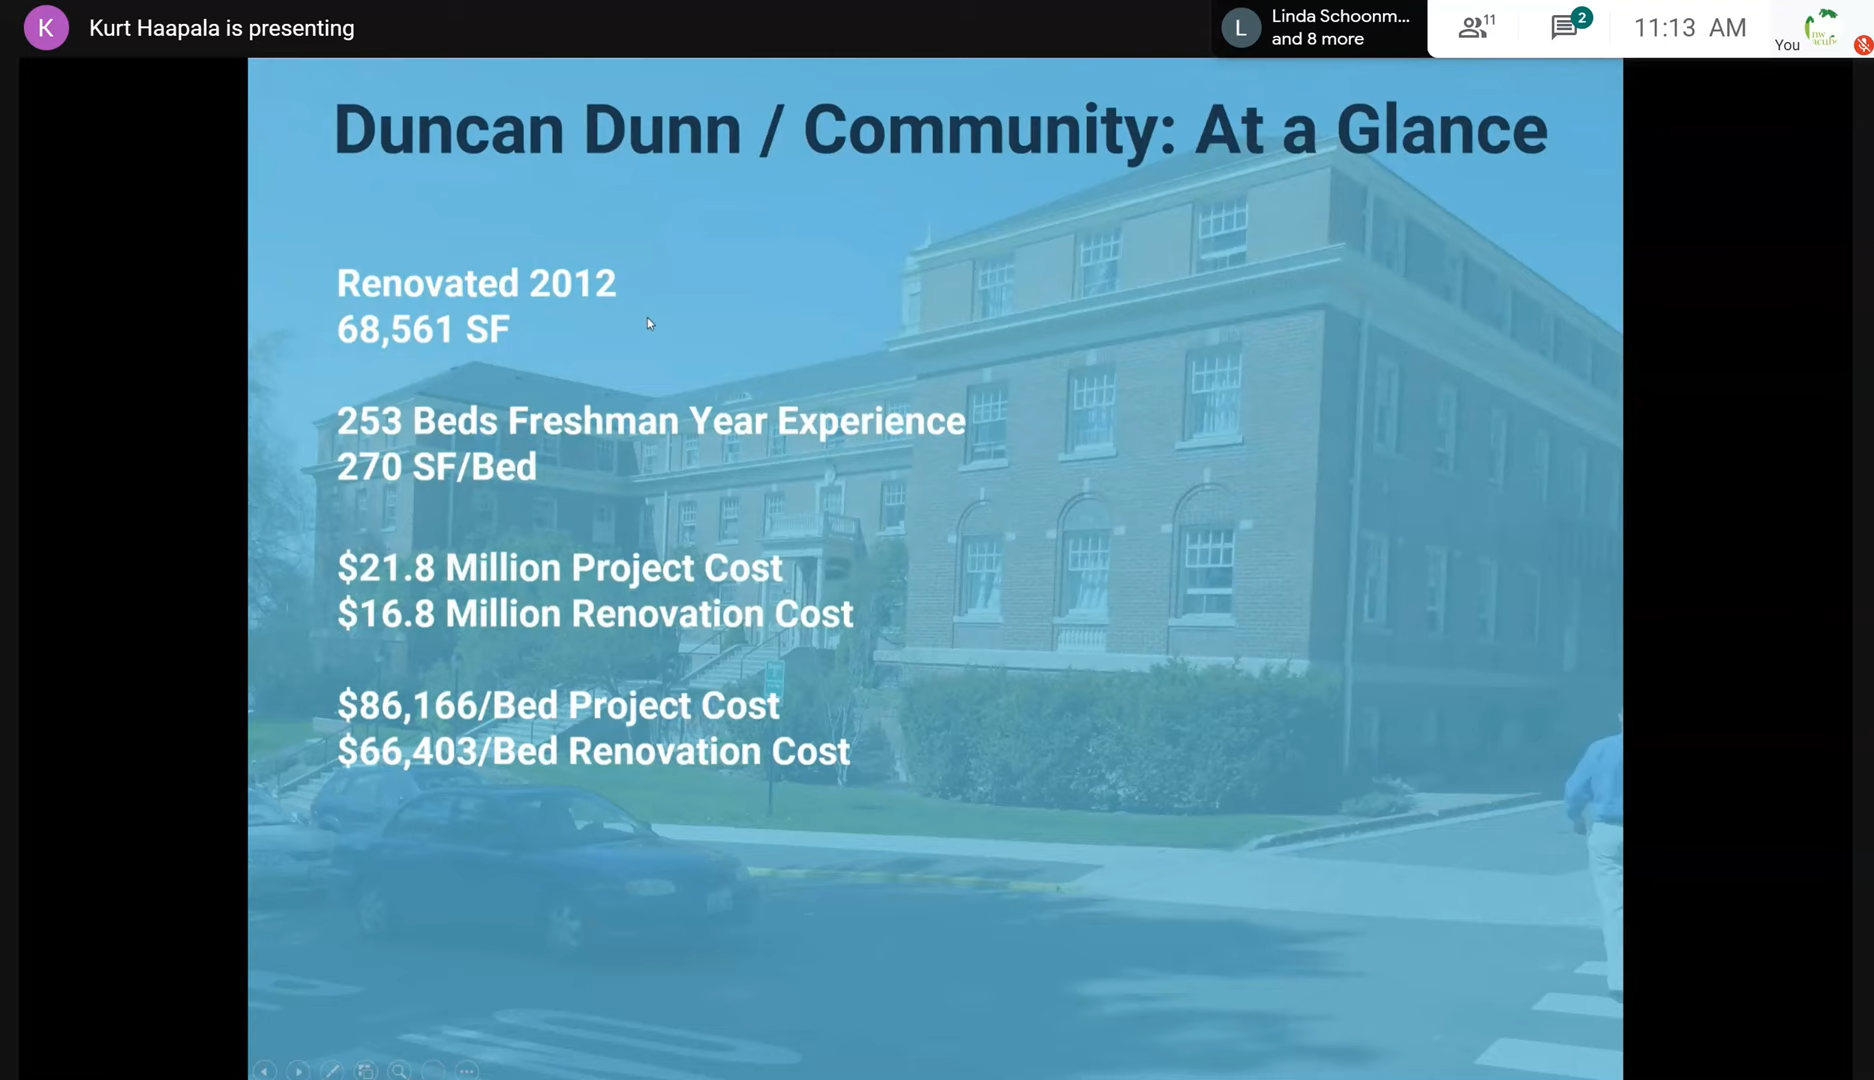 K
Kurt Haapala is presenting
L
Linda Schoonm...
and 8 more
11
2
11:13 AM
You
nw
Duncan Dunn / Community: At a Glance
Renovated 2012
68,561 SF
253 Beds Freshman Year Experience
270 SF/Bed
$21.8 Million Project Cost
$16.8 Million Renovation Cost
$86,166/Bed Project Cost
$66,403/Bed Renovation Cost